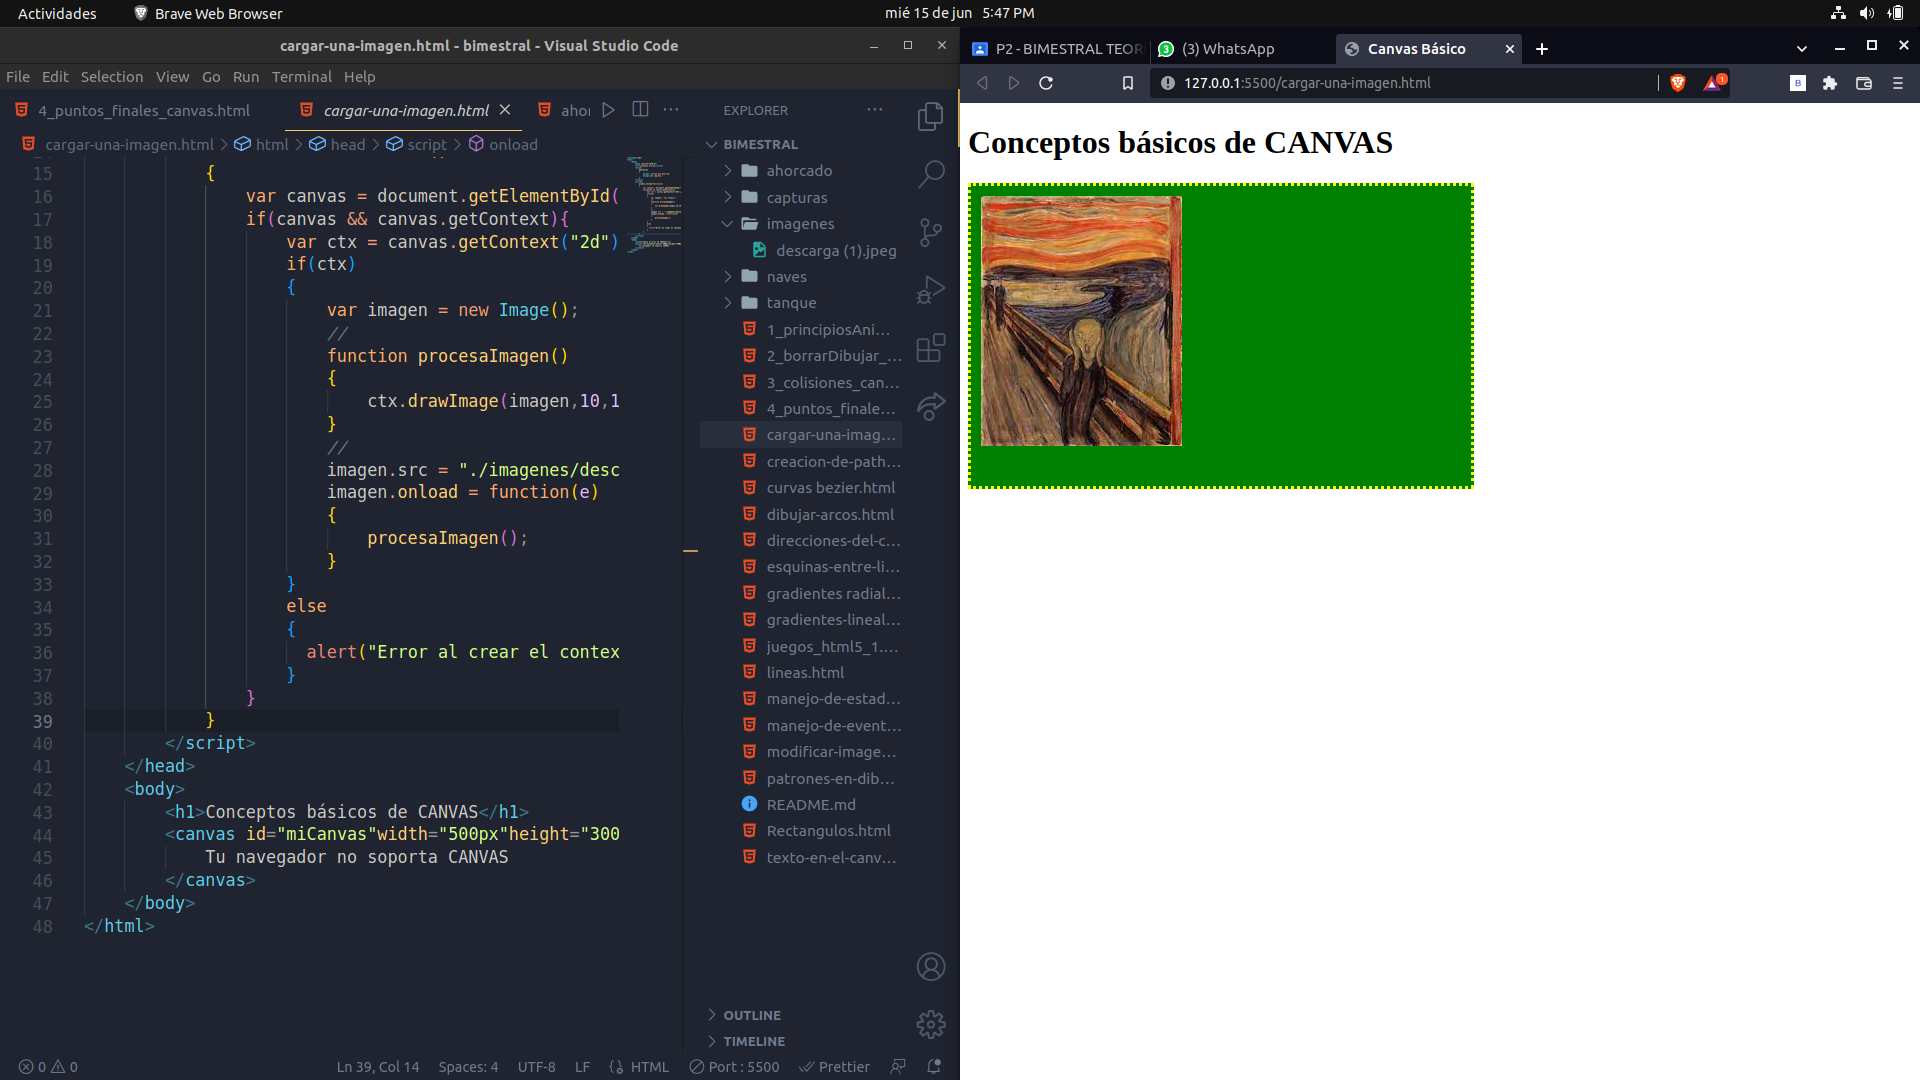 Actividades
Brave Web Browser
mié 15 de jun 5:47 PM
cargar-una-imagen.html - bimestral - Visual Studio Code
File Edit Selection View Go Run Terminal Help
4_puntos_finales_canvas.html
cargar-una-imagen.html
ahor
cargar-una-imagen.html > html > head > script > onload
15 {
16 var canvas = document.getElementById(
17 if(canvas && canvas.getContext){
18 var ctx = canvas.getContext("2d")
19 if(ctx)
20 {
21 var imagen = new Image();
22 //
23 function procesaImagen()
24 {
25 ctx.drawImage(imagen,10,1
26 }
27 //
28 imagen.src = "./imagenes/desc
29 imagen.onload = function(e)
30 {
31 procesaImagen();
32 }
33 }
34 else
35 {
36 alert("Error al crear el contex
37 }
38 }
39 }
40 </script>
41 </head>
42 <body>
43 <h1>Conceptos básicos de CANVAS</h1>
44 <canvas id="miCanvas"width="500px"height="300
45 Tu navegador no soporta CANVAS
46 </canvas>
47 </body>
48 </html>
EXPLORER
BIMESTRAL
ahorcado
capturas
imagenes
descarga (1).jpeg
naves
tanque
1_principiosAni...
2_borrarDibujar_...
3_colisiones_can...
4_puntos_finale...
cargar-una-imag...
creacion-de-path...
curvas bezier.html
dibujar-arcos.html
direcciones-del-c...
esquinas-entre-li...
gradientes radial...
gradientes-lineal...
juegos_html5_1....
lineas.html
manejo-de-estad...
manejo-de-event...
modificar-image...
patrones-en-dib...
README.md
Rectangulos.html
texto-en-el-canv...
OUTLINE
TIMELINE
0 0
Ln 39, Col 14 Spaces: 4 UTF-8 LF HTML Port : 5500 Prettier
P2 - BIMESTRAL TEOR
(3) WhatsApp
Canvas Básico
127.0.0.1:5500/cargar-una-imagen.html
1
Conceptos básicos de CANVAS